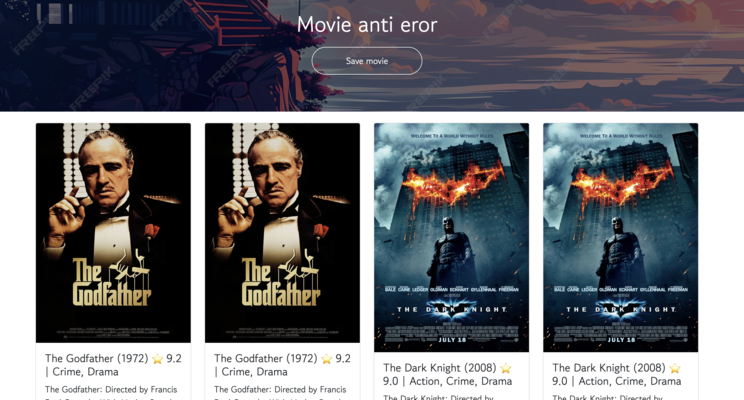 Movie anti eror
Save movie
FREEPIK
The
Godfather
The
Godfather
WELCOME TO A WORLD WITHOUT RULES.
BALE CAINE LEDGER OLDMAN ECKHART GYLLENHAAL FREEMAN
THE DARK KNIGHT
JULY 18
WELCOME TO A WORLD WITHOUT RULES.
BALE CAINE LEDGER OLDMAN ECKHART GYLLENHAAL FREEMAN
THE DARK KNIGHT
JULY 18
The Godfather (1972) ⭐ 9.2
| Crime, Drama
The Godfather: Directed by Francis
The Godfather (1972) ⭐ 9.2
| Crime, Drama
The Godfather: Directed by Francis
The Dark Knight (2008) ⭐
9.0 | Action, Crime, Drama
The Dark Knight: Directed by
The Dark Knight (2008) ⭐
9.0 | Action, Crime, Drama
The Dark Knight: Directed by